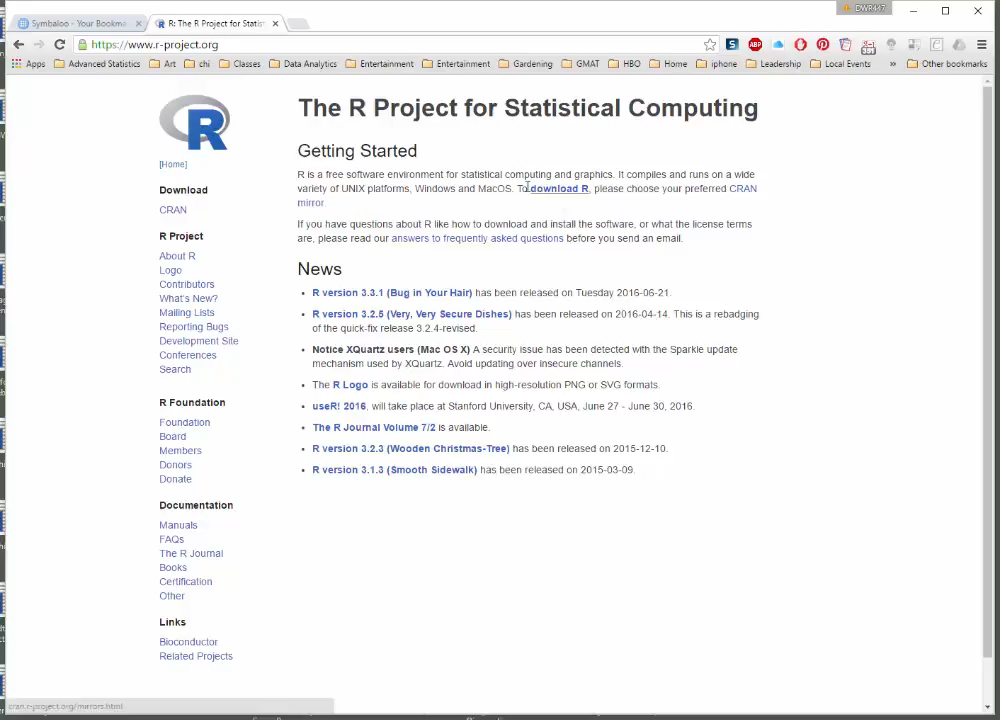 DWR447
Symbaloo - Your Bookma
R: The R Project for Statist
https://www.r-project.org
S
ABP
Apps
Advanced Statistics
Art
chi
Classes
Data Analytics
Entertainment
Entertainment
Gardening
GMAT
HBO
Home
iphone
Leadership
Local Events
»
Other bookmarks
R
[Home]
Download
CRAN
R Project
About R
Logo
Contributors
What's New?
Mailing Lists
Reporting Bugs
Development Site
Conferences
Search
R Foundation
Foundation
Board
Members
Donors
Donate
Documentation
Manuals
FAQs
The R Journal
Books
Certification
Other
Links
Bioconductor
Related Projects
The R Project for Statistical Computing
Getting Started
R is a free software environment for statistical computing and graphics. It compiles and runs on a wide
variety of UNIX platforms, Windows and MacOS. To download R, please choose your preferred CRAN
mirror.
If you have questions about R like how to download and install the software, or what the license terms
are, please read our answers to frequently asked questions before you send an email.
News
• R version 3.3.1 (Bug in Your Hair) has been released on Tuesday 2016-06-21.
• R version 3.2.5 (Very, Very Secure Dishes) has been released on 2016-04-14. This is a rebadging
of the quick-fix release 3.2.4-revised.
• Notice XQuartz users (Mac OS X) A security issue has been detected with the Sparkle update
mechanism used by XQuartz. Avoid updating over insecure channels.
• The R Logo is available for download in high-resolution PNG or SVG formats.
• useR! 2016, will take place at Stanford University, CA, USA, June 27 - June 30, 2016.
• The R Journal Volume 7/2 is available.
• R version 3.2.3 (Wooden Christmas-Tree) has been released on 2015-12-10.
• R version 3.1.3 (Smooth Sidewalk) has been released on 2015-03-09.
cran.r-project.org/mirrors.html